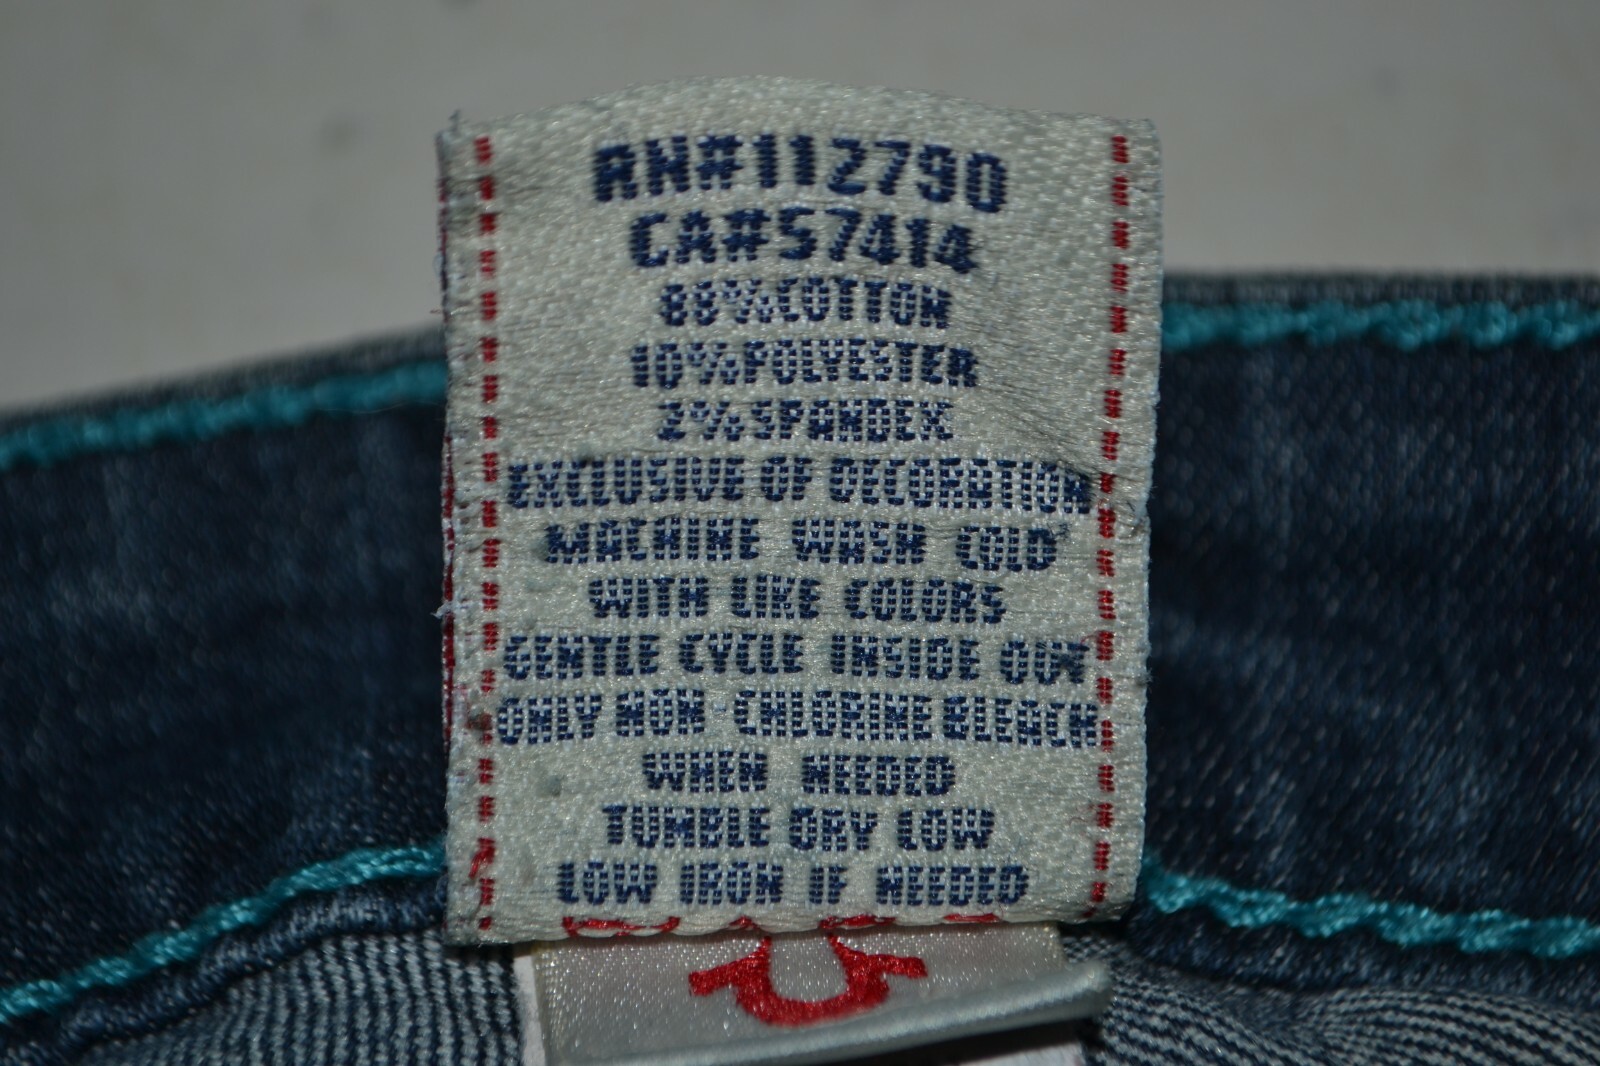 RN#112790
CA#57414
88%COTTON
10%POLYESTER
2%SPANDEX
EXCLUSIVE OF DECORATION
MACHINE WASH COLD
WITH LIKE COLORS
GENTLE CYCLE INSIDE OUT
ONLY NON CHLORINE BLEACH
WHEN NEEDED
TUMBLE DRY LOW
LOW IRON IF NEEDED